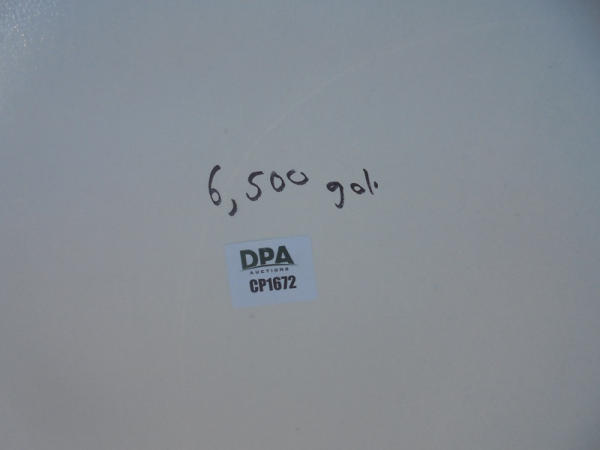 6,500 gal.
DPA
AUCTIONS
CP1672